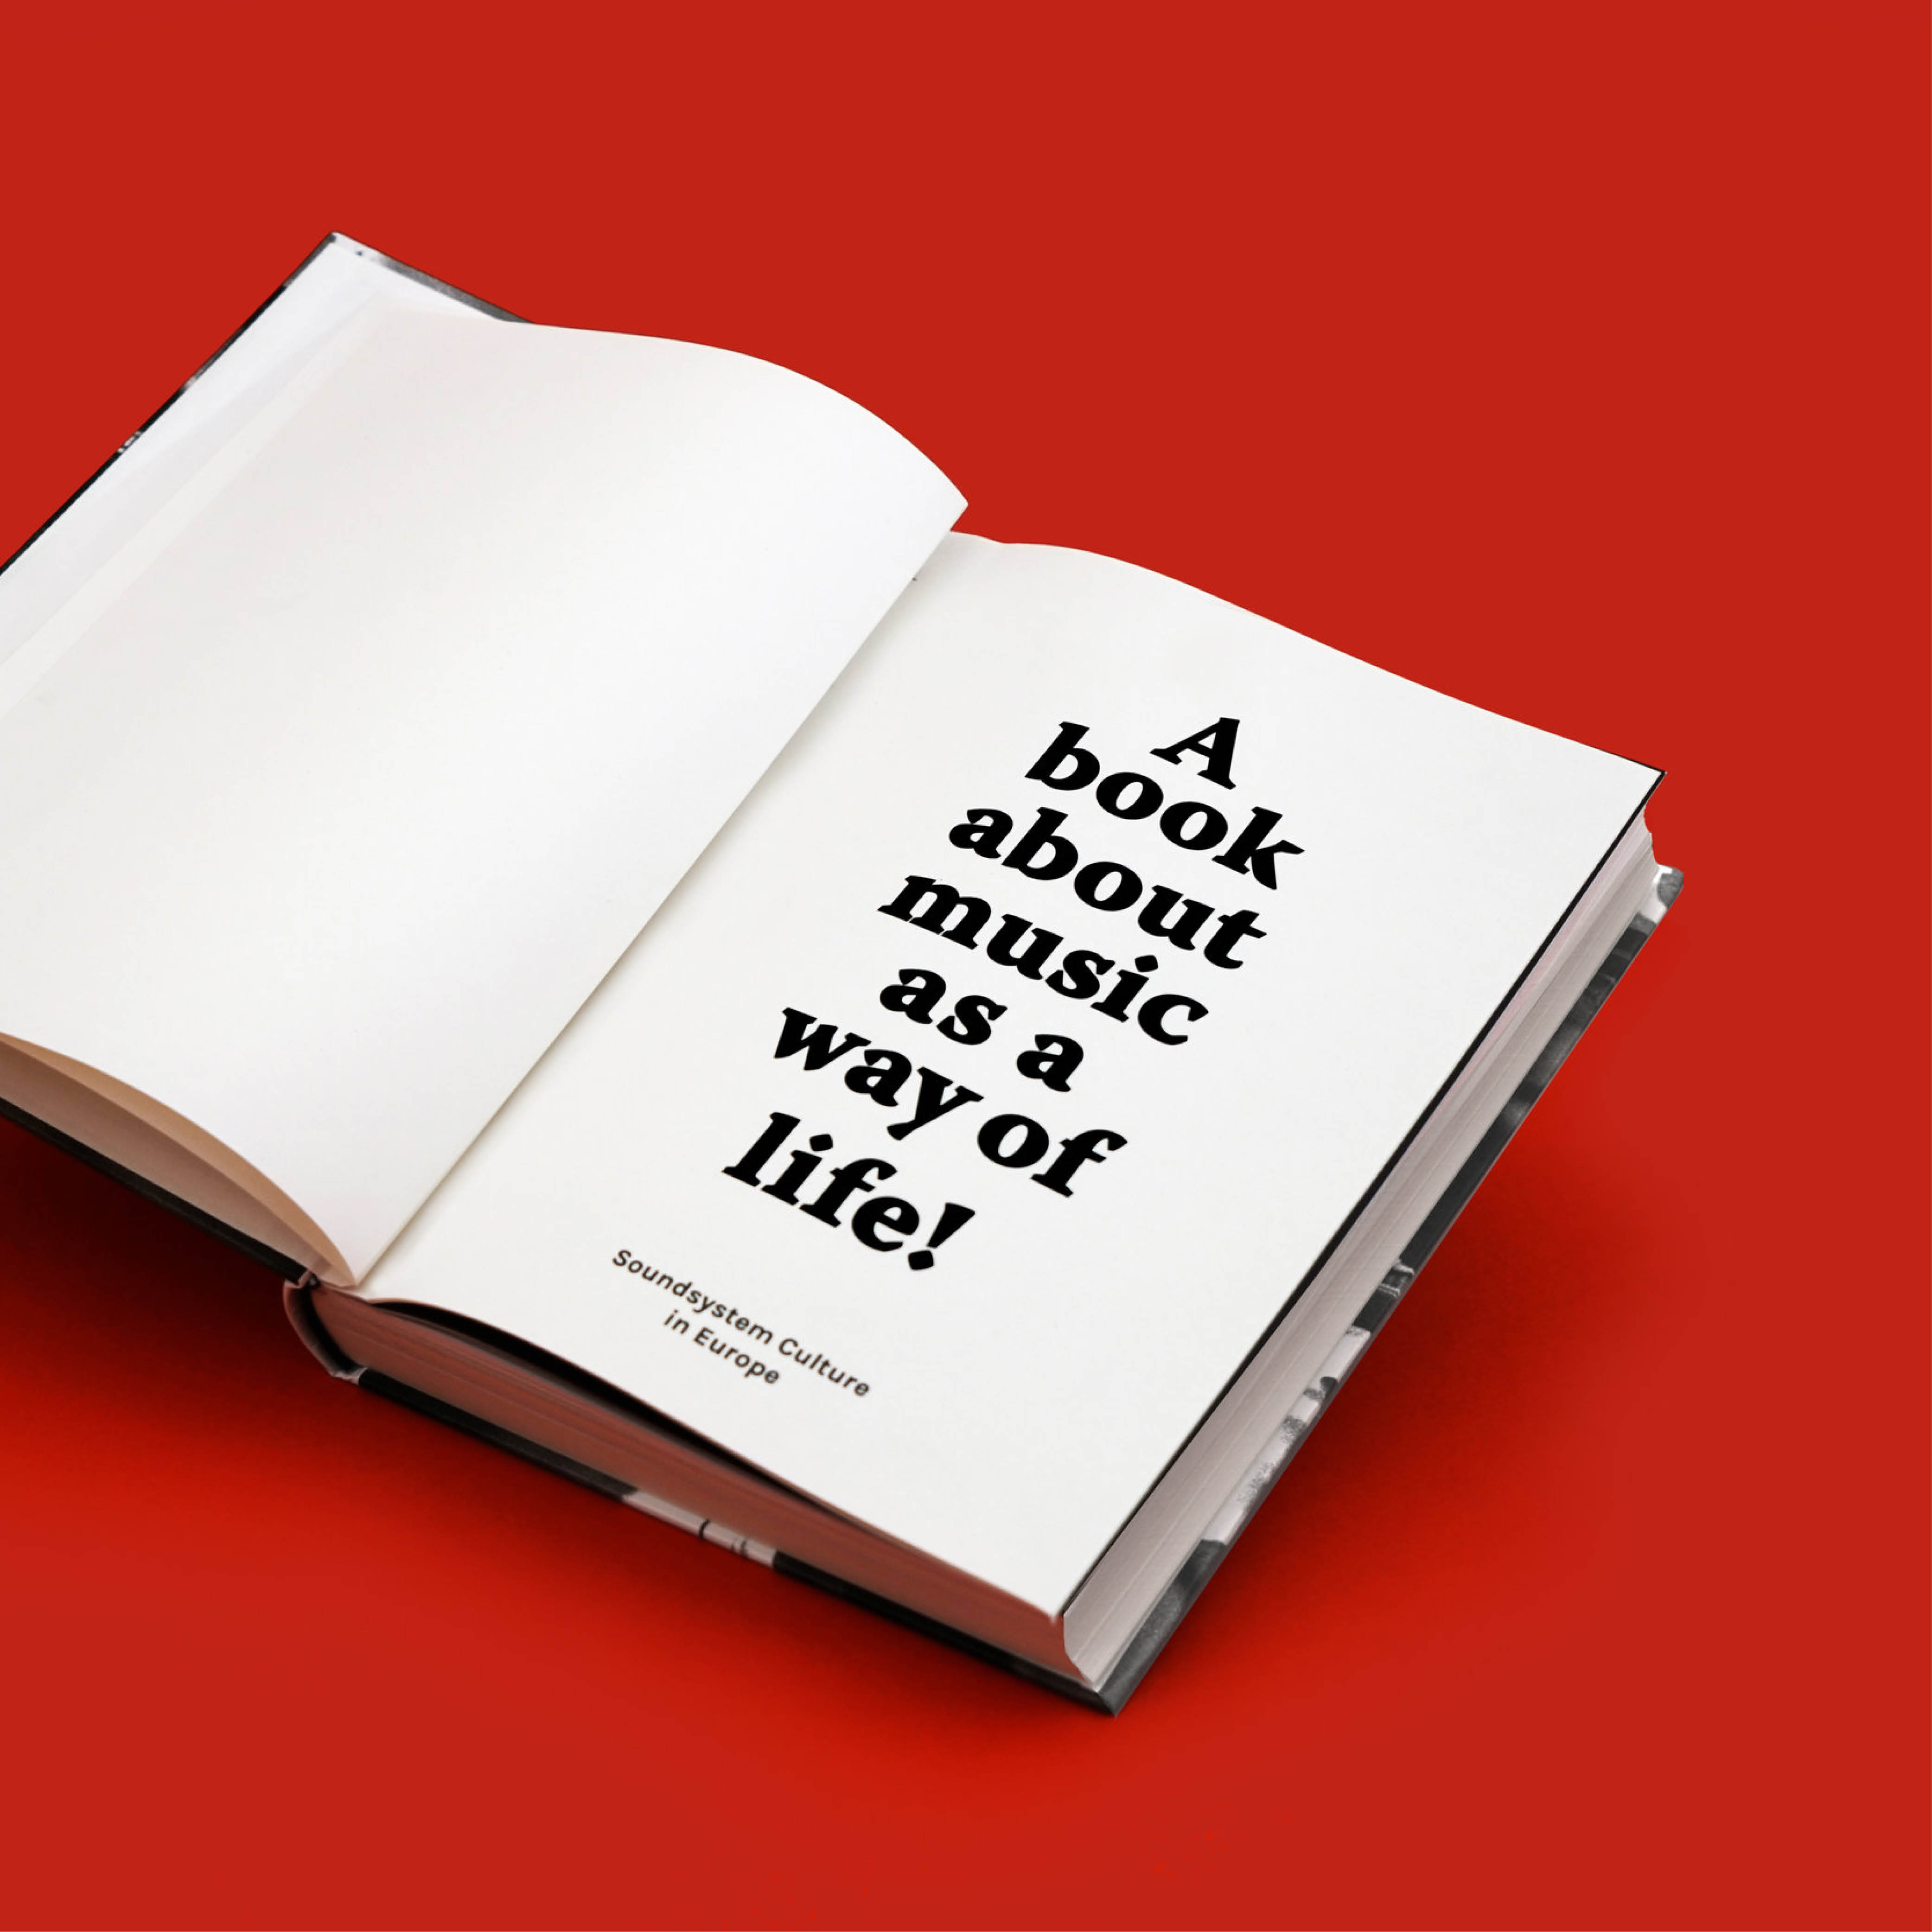 A
book
about
music
as a
way of
life!
Soundsystem Culture
in Europe